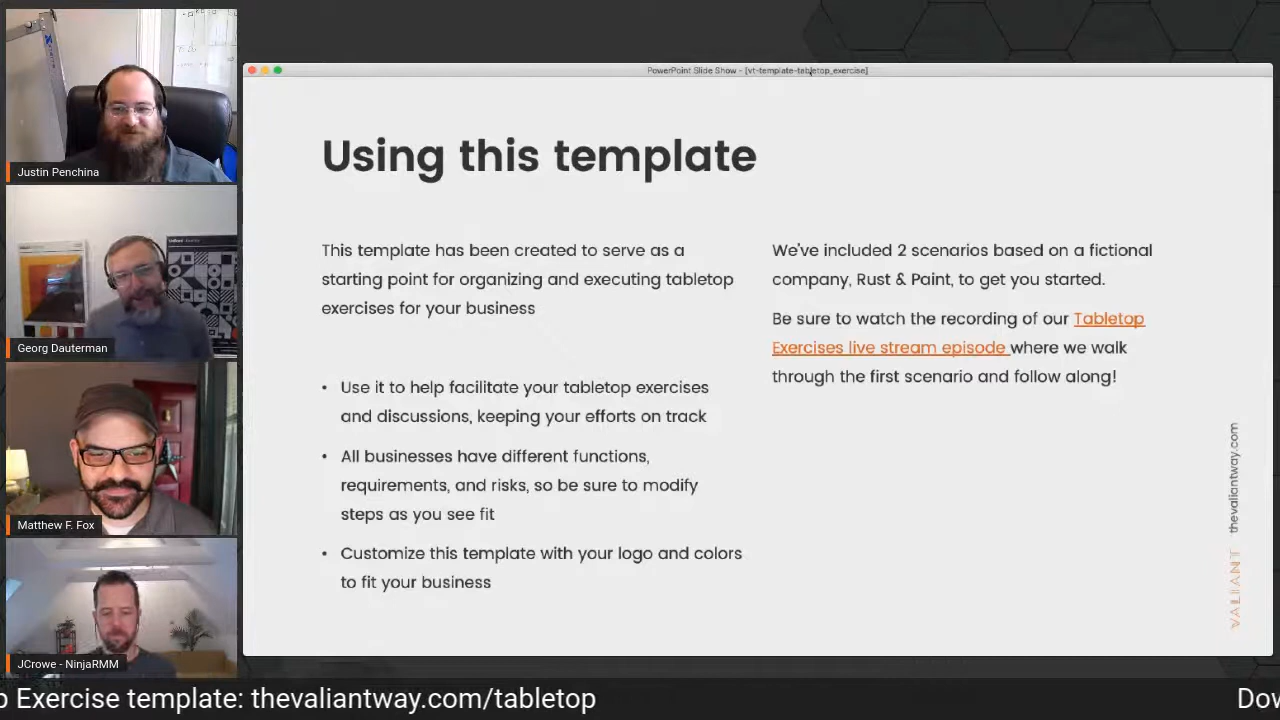 Justin Penchina
Georg Dauterman
Matthew F. Fox
JCrowe - NinjaRMM
PowerPoint Slide Show - [vt-template-tabletop_exercise]
Using this template
This template has been created to serve as a
starting point for organizing and executing tabletop
exercises for your business
• Use it to help facilitate your tabletop exercises
and discussions, keeping your efforts on track
• All businesses have different functions,
requirements, and risks, so be sure to modify
steps as you see fit
• Customize this template with your logo and colors
to fit your business
We've included 2 scenarios based on a fictional
company, Rust & Paint, to get you started.
Be sure to watch the recording of our Tabletop
Exercises live stream episode where we walk
through the first scenario and follow along!
VALIANT thevaliantway.com
p Exercise template: thevaliantway.com/tabletop
Dow